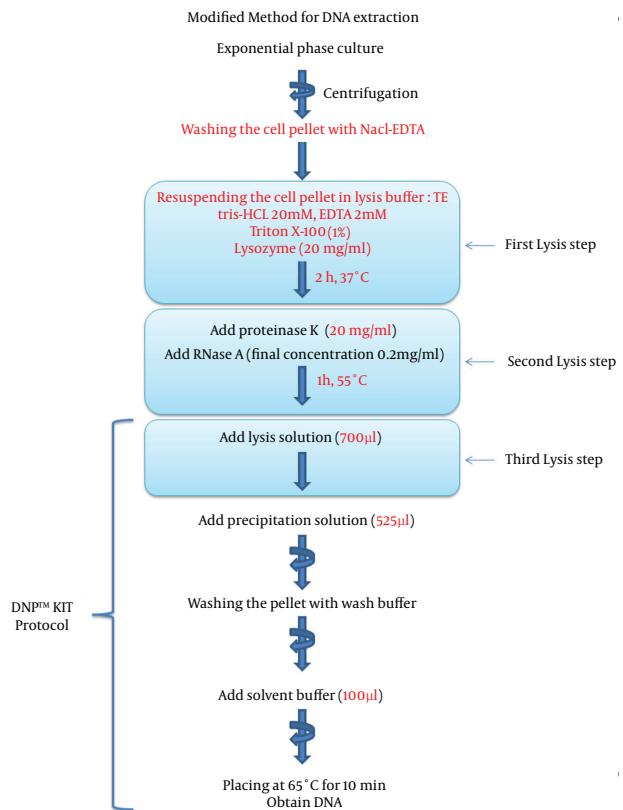 Modified Method for DNA extraction
Exponential phase culture
Centrifugation
Washing the cell pellet with Nacl-EDTA
Resuspending the cell pellet in lysis buffer : TE
tris-HCL 20mM, EDTA 2mM
Triton X-100 (1%)
Lysozyme (20 mg/ml)
2 h, 37°C
First Lysis step
Add proteinase K (20 mg/ml)
Add RNase A (final concentration 0.2mg/ml)
1h, 55°C
Second Lysis step
Add lysis solution (700µl)
Third Lysis step
Add precipitation solution (525µl)
Washing the pellet with wash buffer
DNP™ KIT
Protocol
Add solvent buffer (100µl)
Placing at 65°C for 10 min
Obtain DNA